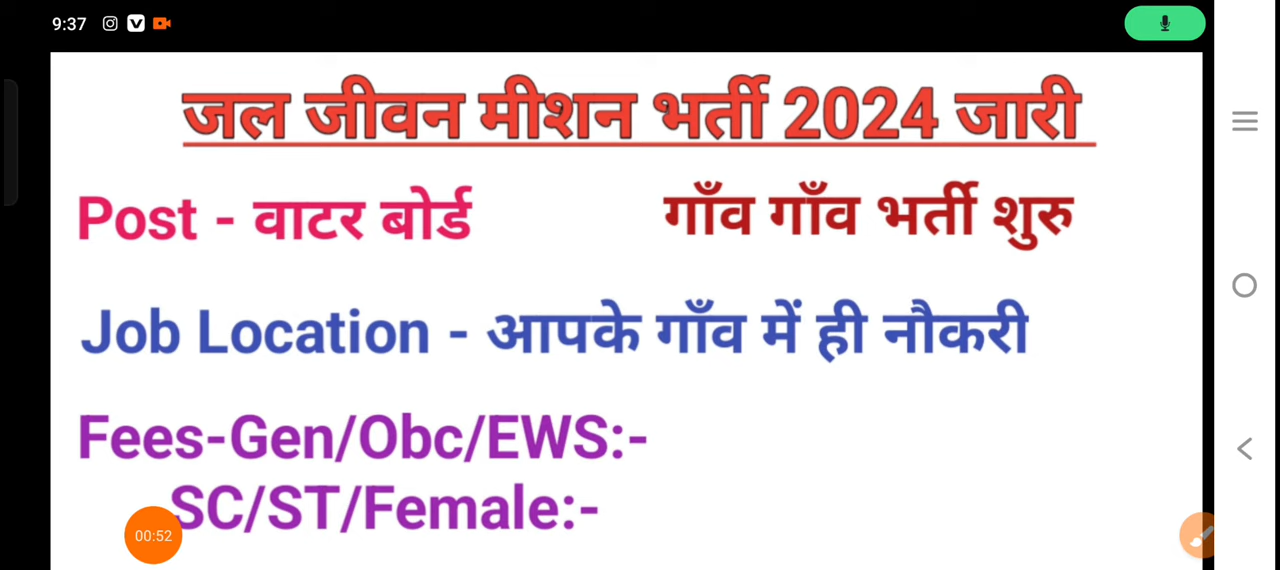 9:37
जल जीवन मीशन भर्ती 2024 जारी
Post - वाटर बोर्ड गाँव गाँव भर्ती शुरु
Job Location - आपके गाँव में ही नौकरी
Fees-Gen/Obc/EWS:-
SC/ST/Female:-
00:52